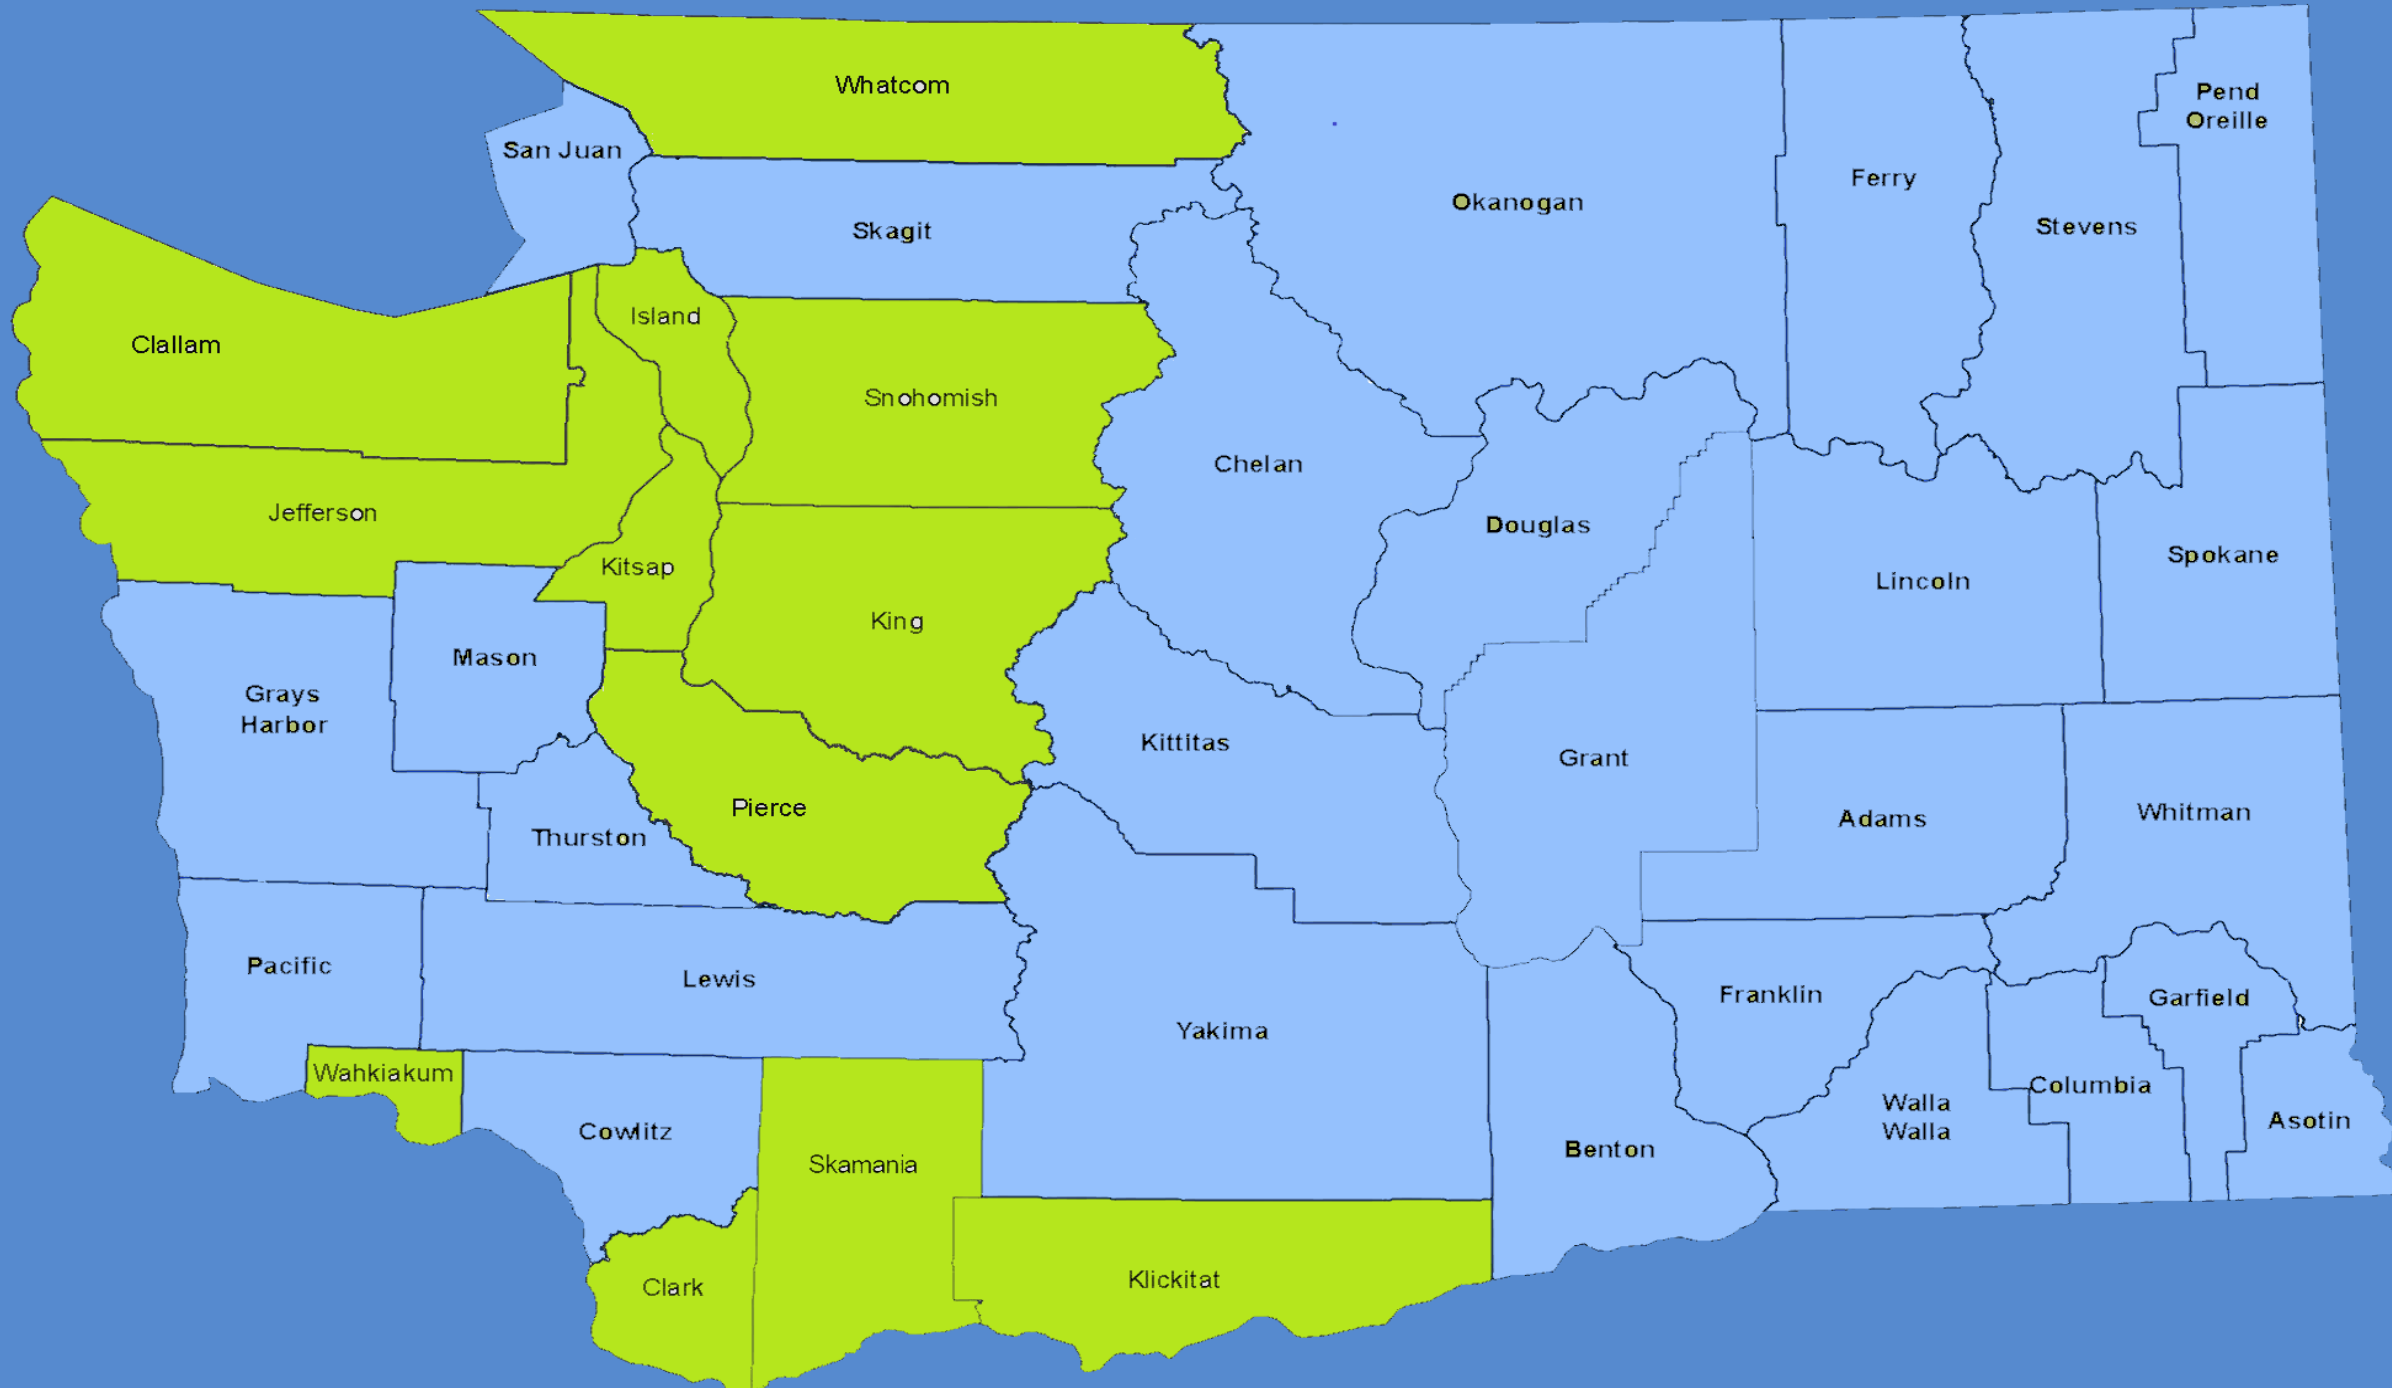 Whatcom
Pend
Oreille
San Juan
Ferry
Okanogan
Stevens
Skagit
Island
Clallam
Snohomish
Chelan
Jefferson
Douglas
Spokane
Kitsap
Lincoln
King
Mason
Grays
Harbor
Kittitas
Grant
Pierce
Whitman
Adams
Thurston
Pacific
Lewis
Franklin
Garfield
Yakima
Wahkiakum
Columbia
Walla
Walla
Asotin
Cowlitz
Benton
Skamania
Klickitat
Clark